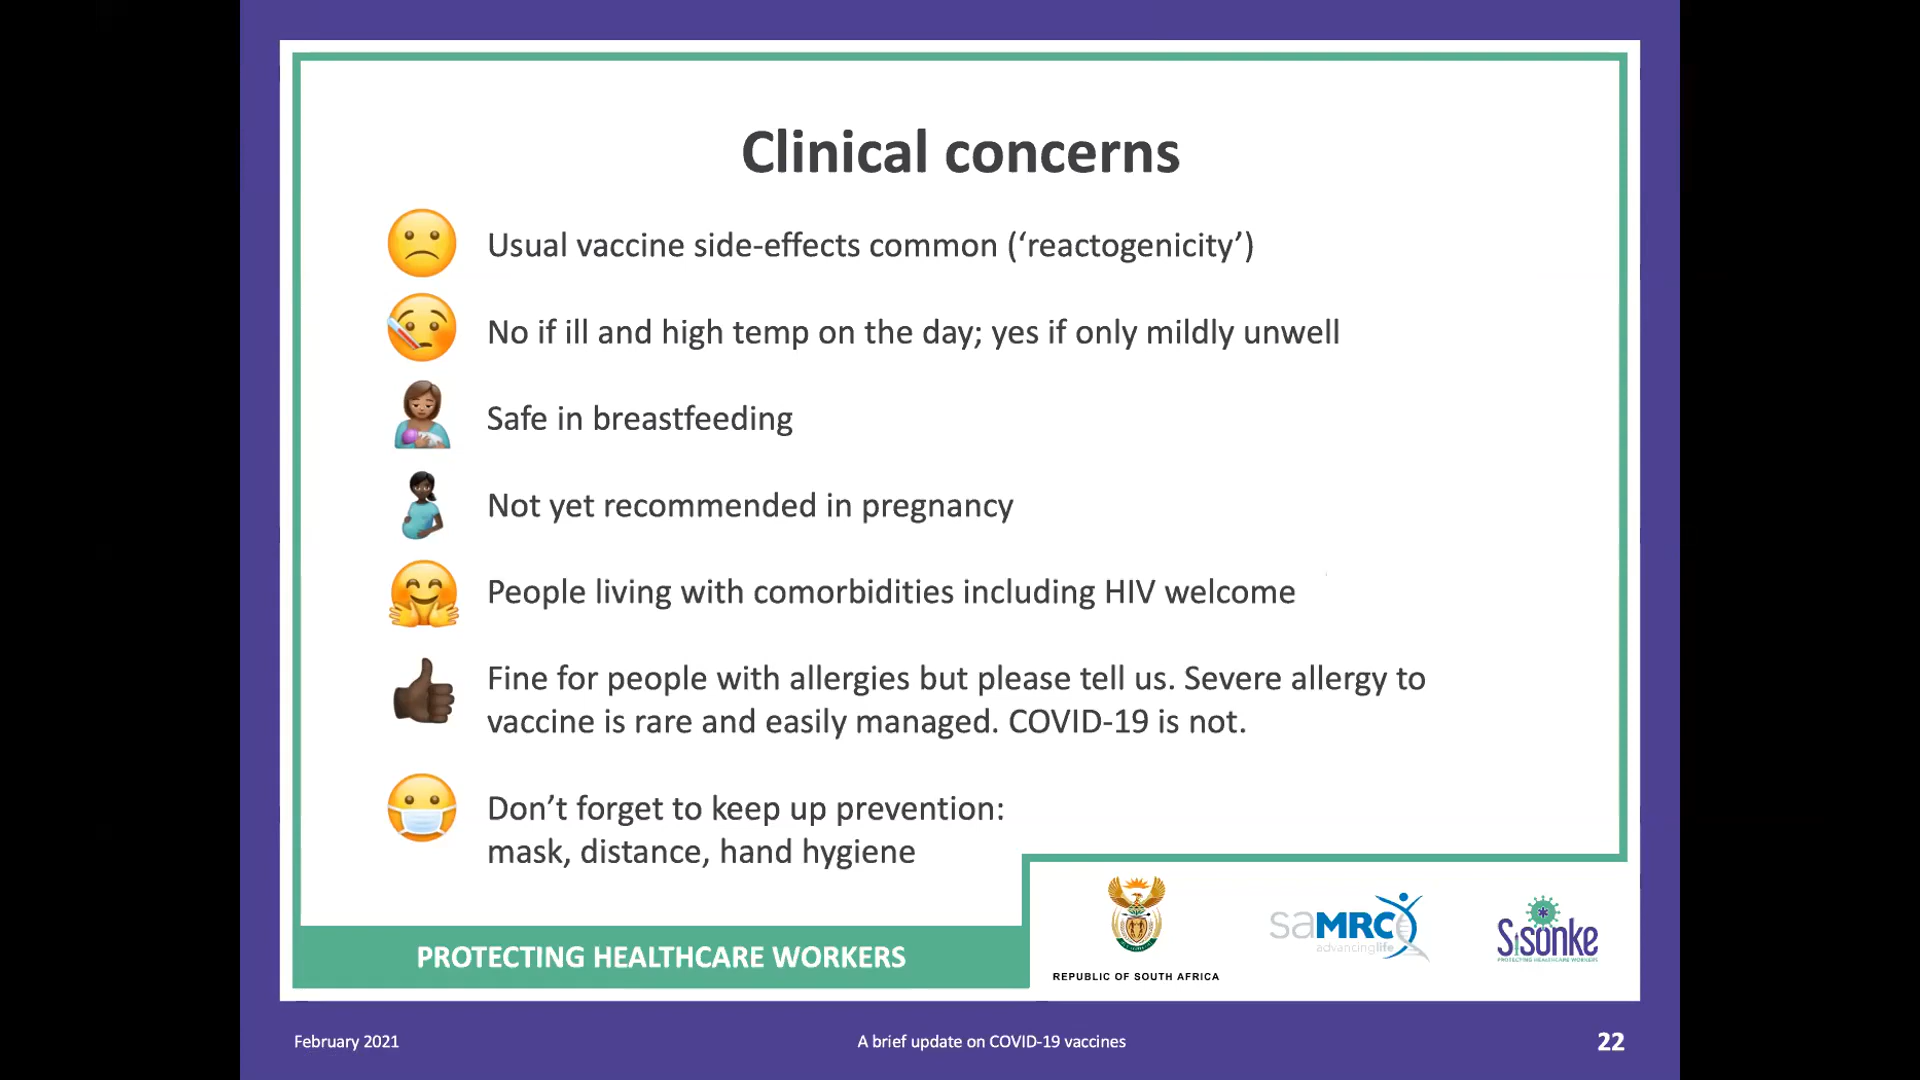 Clinical concerns
Usual vaccine side-effects common (‘reactogenicity’)
No if ill and high temp on the day; yes if only mildly unwell
Safe in breastfeeding
Not yet recommended in pregnancy
People living with comorbidities including HIV welcome
Fine for people with allergies but please tell us. Severe allergy to
vaccine is rare and easily managed. COVID-19 is not.
Don’t forget to keep up prevention:
mask, distance, hand hygiene
PROTECTING HEALTHCARE WORKERS
REPUBLIC OF SOUTH AFRICA
saMRC
advancinglife
Sisonke
PROTECTING HEALTHCARE WORKERS
February 2021
A brief update on COVID-19 vaccines
22